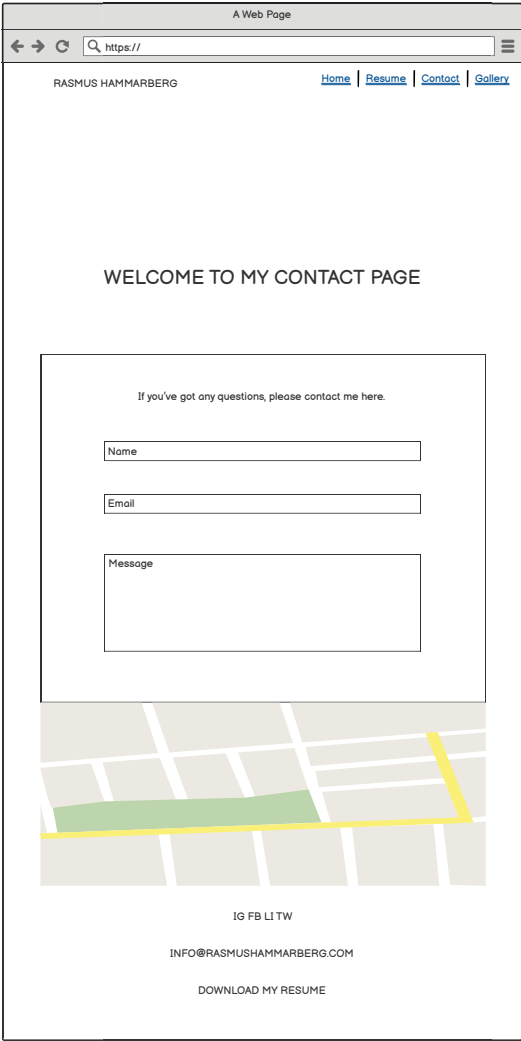 A Web Page
https://
RASMUS HAMMARBERG
Home Resume Contact Gallery
WELCOME TO MY CONTACT PAGE
If you've got any questions, please contact me here.
Name
Email
Message
IG FB LI TW
INFO@RASMUSHAMMARBERG.COM
DOWNLOAD MY RESUME